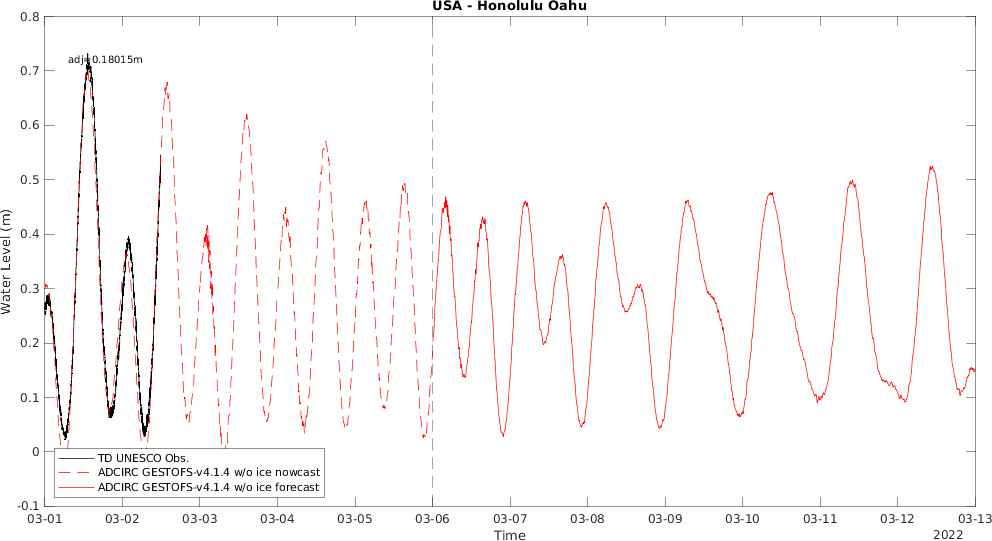 USA - Honolulu Oahu
0.8
0.7
0.6
0.5
0.4
0.3
0.2
0.1
0
-0.1
Water Level (m)
adj=0.18015m
TD UNESCO Obs.
ADCIRC GESTOFS-v4.1.4 w/o ice nowcast
ADCIRC GESTOFS-v4.1.4 w/o ice forecast
03-01 03-02 03-03 03-04 03-05 03-06 03-07 03-08 03-09 03-10 03-11 03-12 03-13
Time
2022